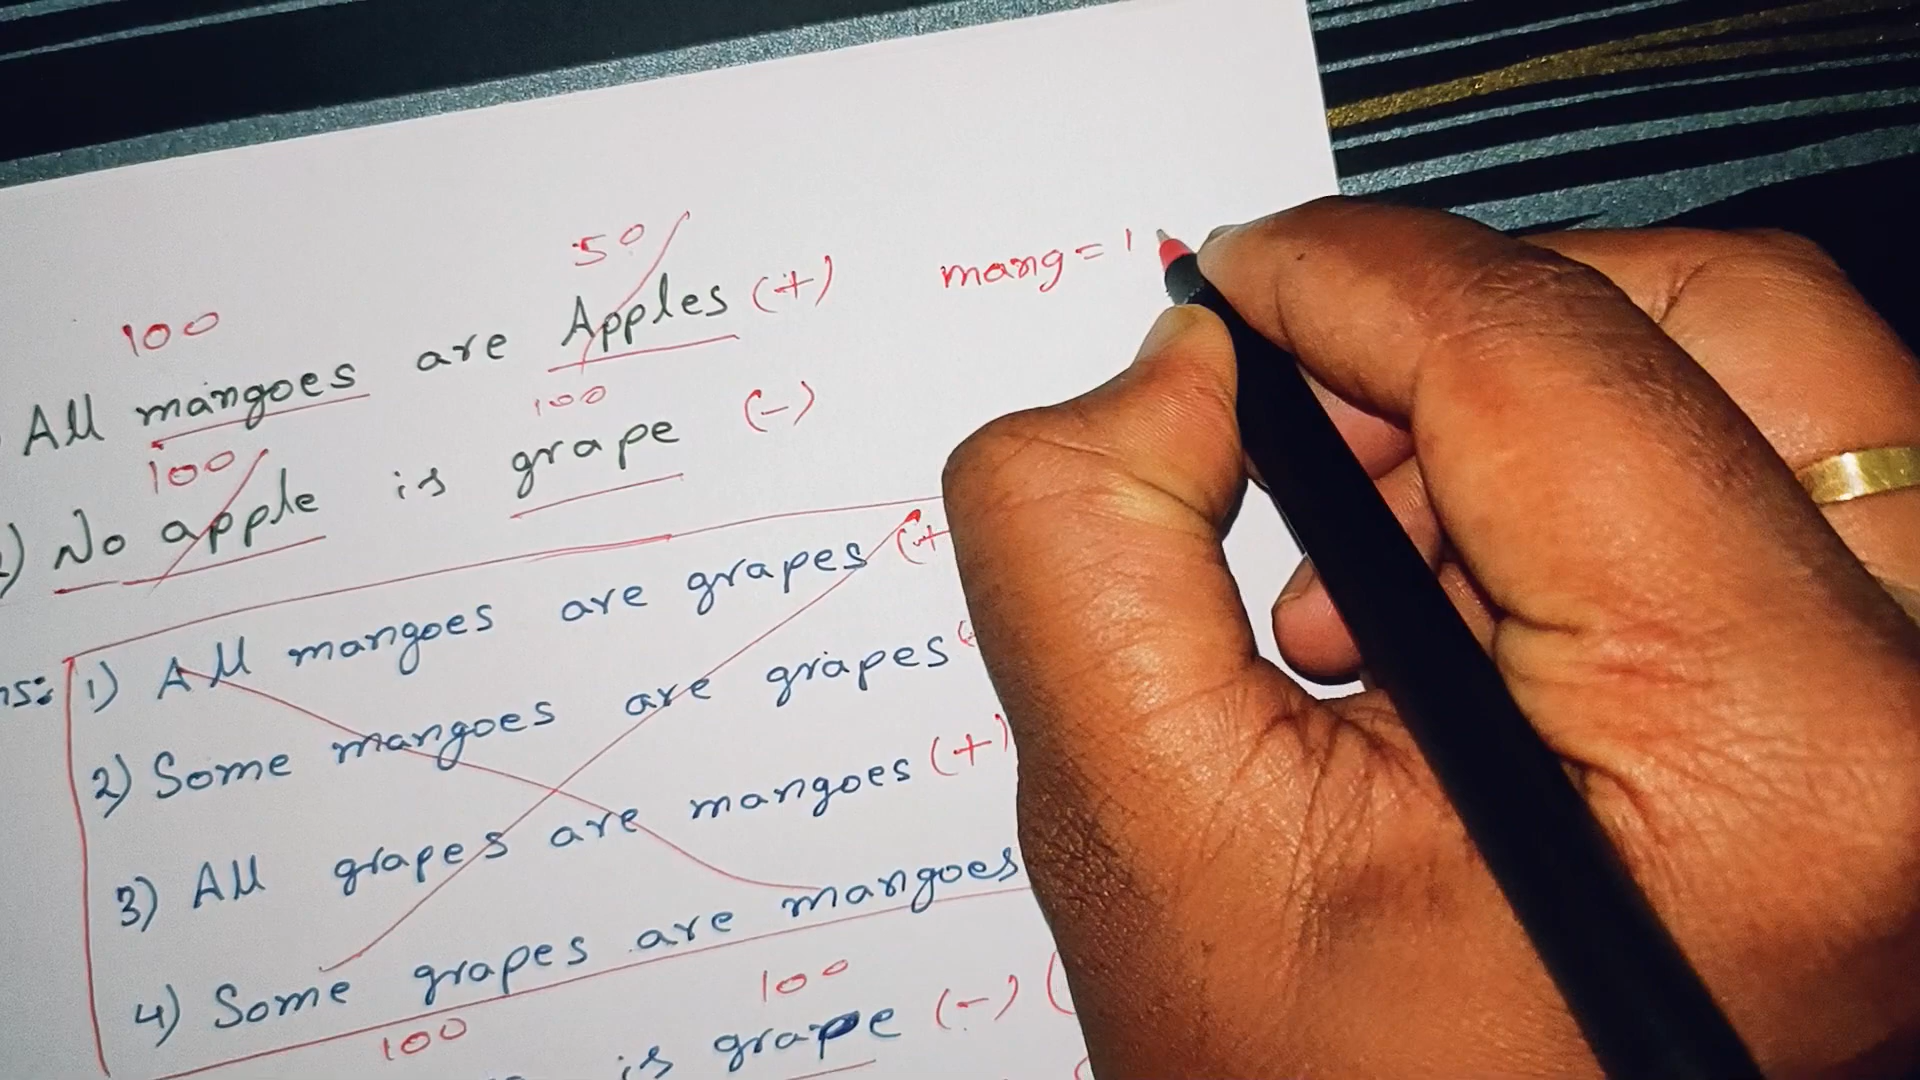 50
100
All mangoes are Apples (+) mang = 1
100 100
) No apple is grape (-)
ns: 1) All mangoes are grapes (+
2) Some mangoes are grapes (
3) All grapes are mangoes (+)
4) Some grapes are mangoes
100 100
is grape (-) (